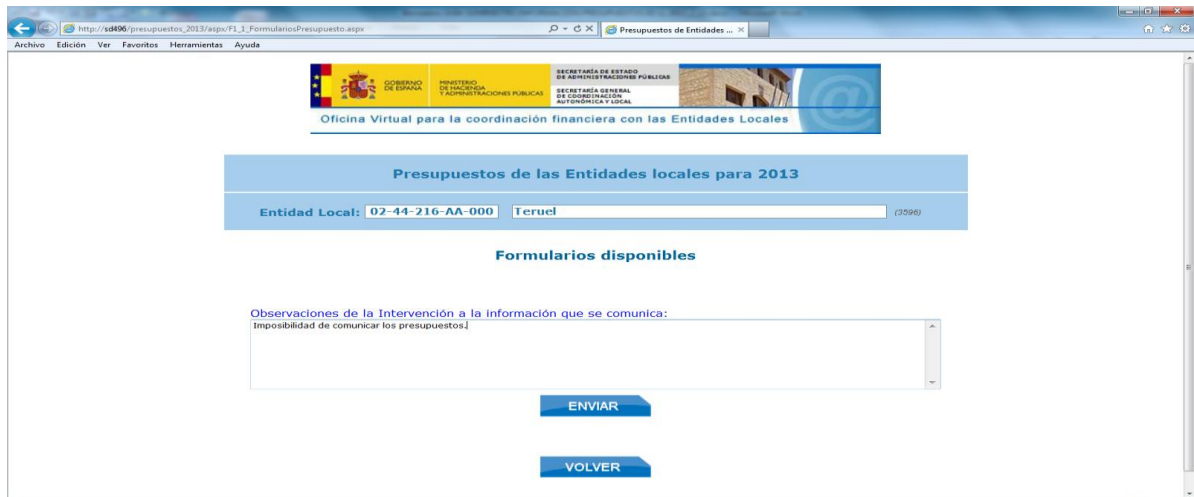 http://sd496/presupuestos_2013/aspx/F1_1_FormulariosPresupuesto.aspx
Presupuestos de Entidades ...
Archivo Edición Ver Favoritos Herramientas Ayuda
GOBIERNO DE ESPAÑA
MINISTERIO DE HACIENDA Y ADMINISTRACIONES PÚBLICAS
SECRETARÍA DE ESTADO DE ADMINISTRACIONES PÚBLICAS
SECRETARÍA GENERAL DE COORDINACIÓN AUTONÓMICA Y LOCAL
Oficina Virtual para la coordinación financiera con las Entidades Locales
Presupuestos de las Entidades locales para 2013
Entidad Local: 02-44-216-AA-000 Teruel (3596)
Formularios disponibles
Observaciones de la Intervención a la información que se comunica:
Imposibilidad de comunicar los presupuestos.
ENVIAR
VOLVER